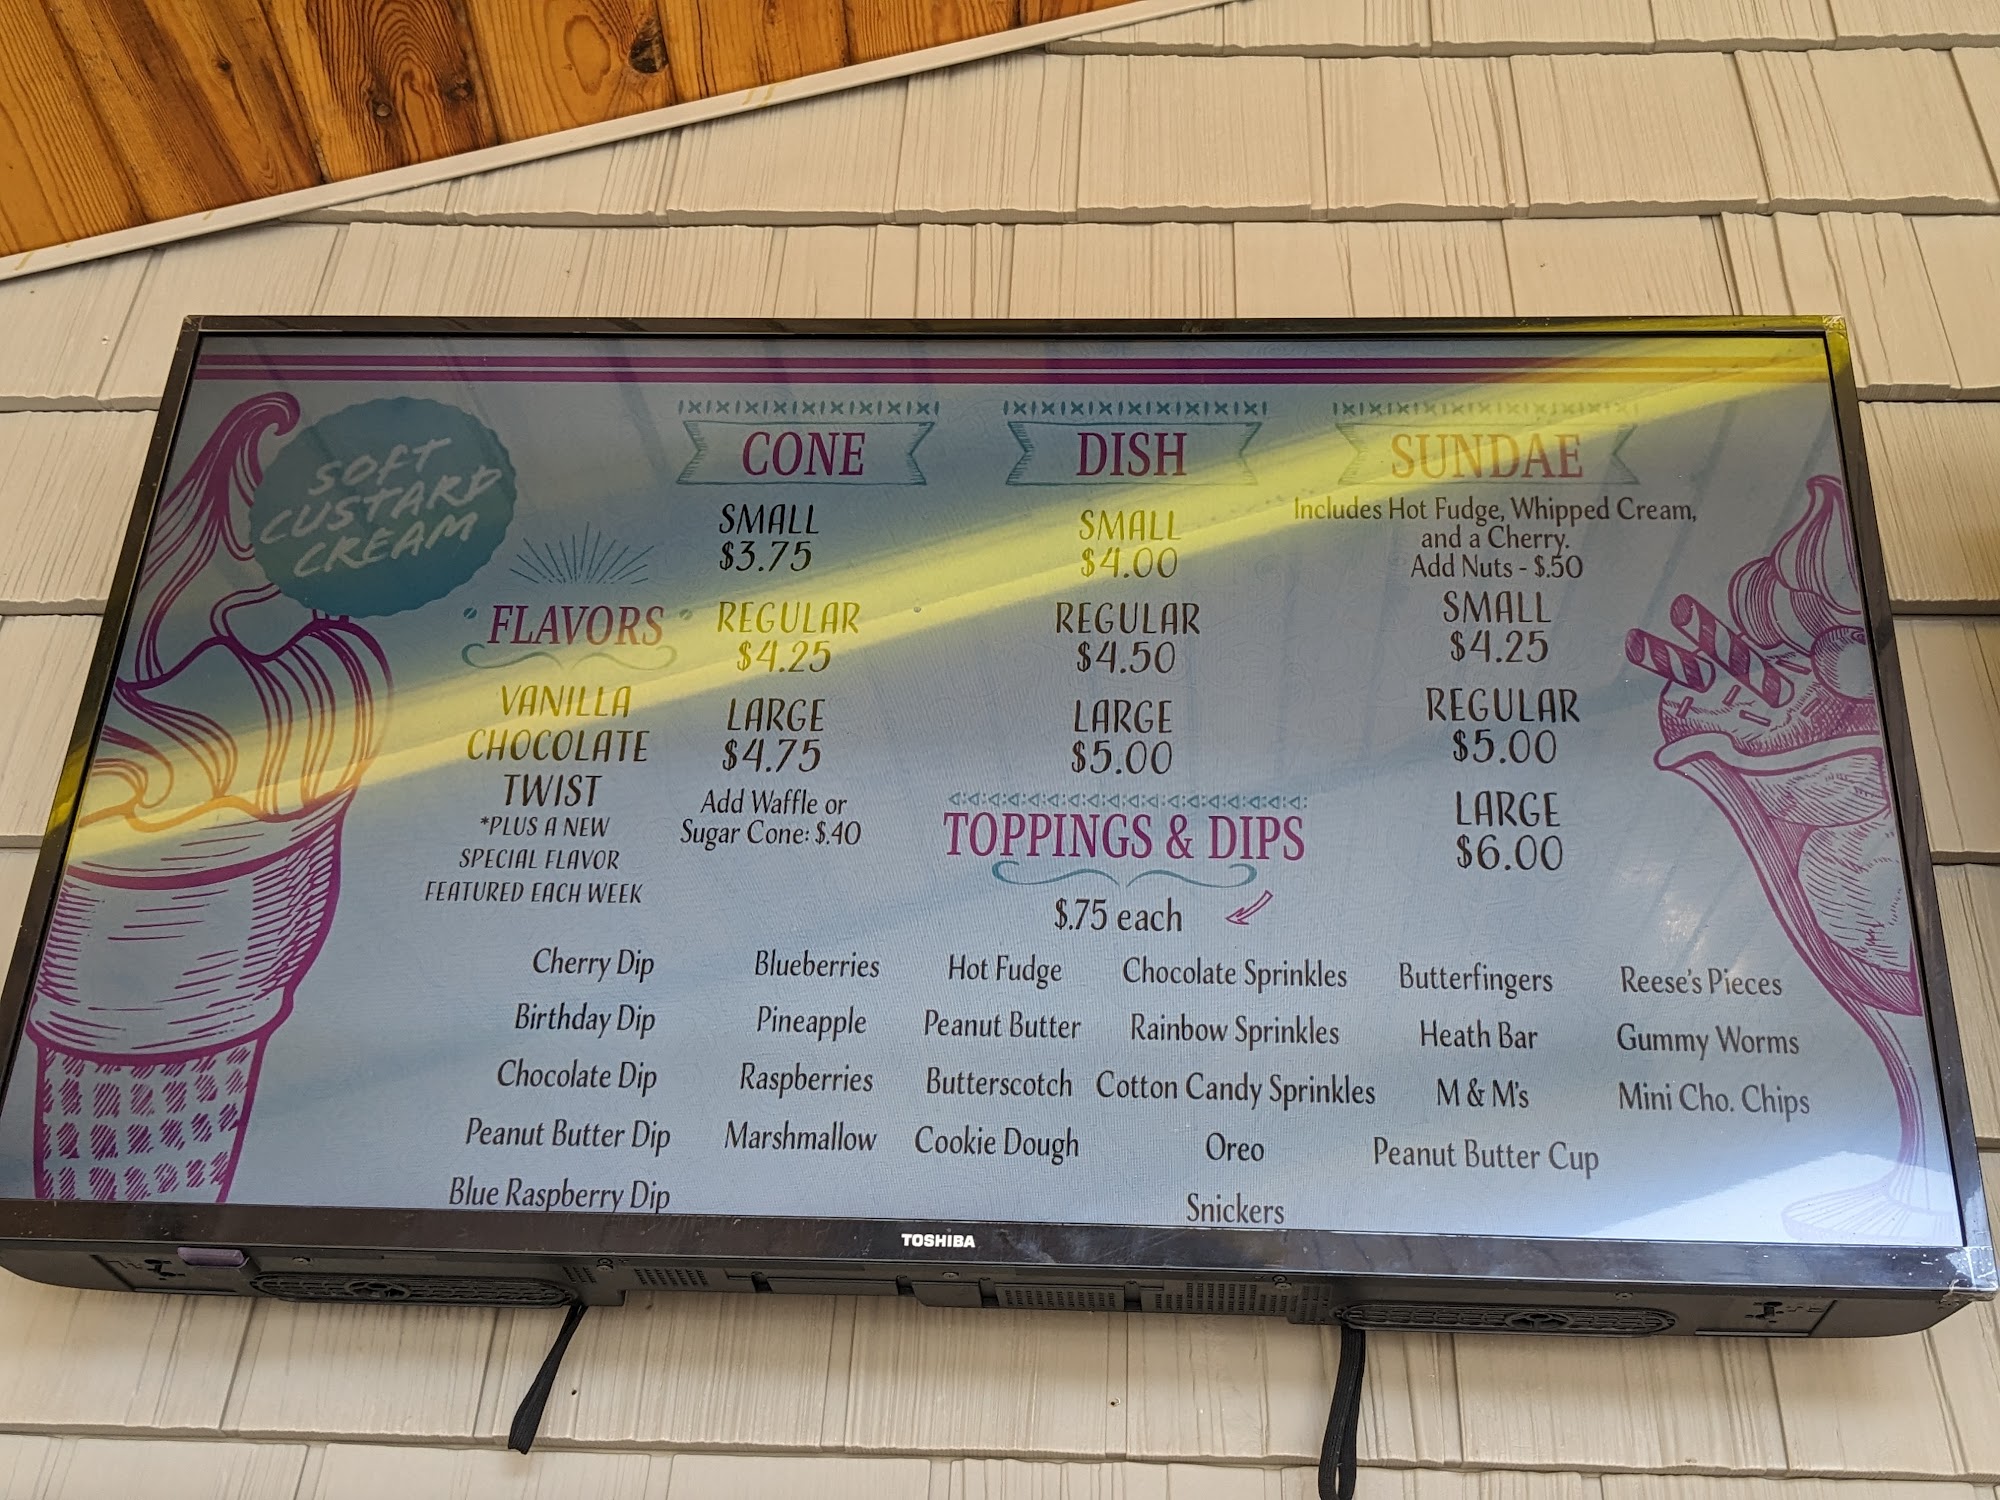 SOFT
CUSTARD
CREAM
FLAVORS
VANILLA
CHOCOLATE
TWIST
*PLUS A NEW
SPECIAL FLAVOR
FEATURED EACH WEEK
CONE
SMALL
$3.75
REGULAR
$4.25
LARGE
$4.75
Add Waffle or
Sugar Cone: $.40
DISH
SMALL
$4.00
REGULAR
$4.50
LARGE
$5.00
SUNDAE
Includes Hot Fudge, Whipped Cream,
and a Cherry.
Add Nuts - $.50
SMALL
$4.25
REGULAR
$5.00
LARGE
$6.00
TOPPINGS & DIPS
$.75 each
Cherry Dip
Birthday Dip
Chocolate Dip
Peanut Butter Dip
Blue Raspberry Dip
Blueberries
Pineapple
Raspberries
Marshmallow
Hot Fudge
Peanut Butter
Butterscotch
Cookie Dough
Chocolate Sprinkles
Rainbow Sprinkles
Cotton Candy Sprinkles
Oreo
Snickers
Butterfingers
Heath Bar
M & M's
Peanut Butter Cup
Reese's Pieces
Gummy Worms
Mini Cho. Chips
TOSHIBA